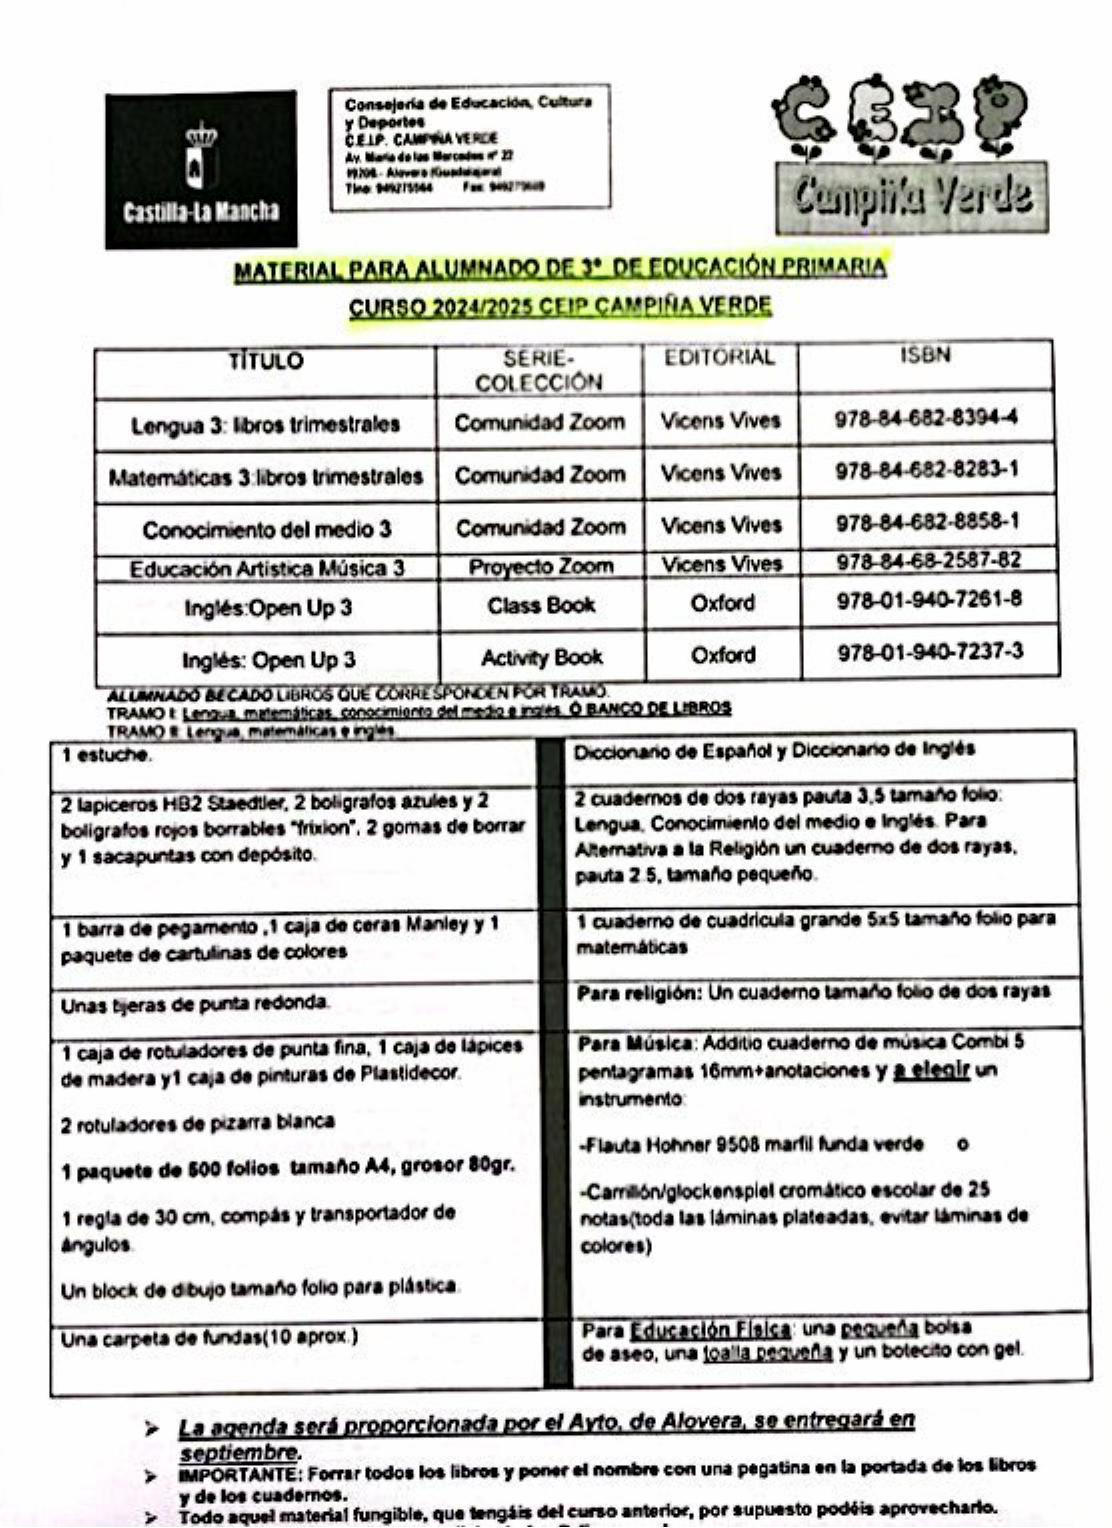 Castilla-La Mancha
Consejería de Educación, Cultura
y Deportes
C.E.I.P. CAMPIÑA VERDE
Av. María de las Mercedes nº 22
19208.- Alovera (Guadalajara)
Tlno: 949275564 Fax:
CEIP
Campiña Verde
MATERIAL PARA ALUMNADO DE 3º DE EDUCACIÓN PRIMARIA
CURSO 2024/2025 CEIP CAMPIÑA VERDE
TÍTULO SERIE-COLECCIÓN EDITORIAL ISBN
Lengua 3: libros trimestrales Comunidad Zoom Vicens Vives 978-84-682-8394-4
Matemáticas 3:libros trimestrales Comunidad Zoom Vicens Vives 978-84-682-8283-1
Conocimiento del medio 3 Comunidad Zoom Vicens Vives 978-84-682-8858-1
Educación Artística Música 3 Proyecto Zoom Vicens Vives 978-84-68-2587-82
Inglés:Open Up 3 Class Book Oxford 978-01-940-7261-8
Inglés: Open Up 3 Activity Book Oxford 978-01-940-7237-3
ALUMNADO BECADO LIBROS QUE CORRESPONDEN POR TRAMO.
TRAMO I: Lengua, matemáticas, conocimiento del medio e inglés. Ó BANCO DE LIBROS
TRAMO II: Lengua, matemáticas e inglés.
1 estuche.
Diccionario de Español y Diccionario de Inglés
2 lapiceros HB2 Staedtler, 2 boligrafos azules y 2
boligrafos rojos borrables "frixion", 2 gomas de borrar
y 1 sacapuntas con depósito.
2 cuadernos de dos rayas pauta 3,5 tamaño folio:
Lengua, Conocimiento del medio e Inglés. Para
Alternativa a la Religión un cuaderno de dos rayas,
pauta 2.5, tamaño pequeño.
1 barra de pegamento ,1 caja de ceras Manley y 1
paquete de cartulinas de colores
1 cuaderno de cuadricula grande 5x5 tamaño folio para
matemáticas
Unas tijeras de punta redonda.
Para religión: Un cuaderno tamaño folio de dos rayas
1 caja de rotuladores de punta fina, 1 caja de lápices
de madera y1 caja de pinturas de Plastidecor.
2 rotuladores de pizarra blanca
1 paquete de 500 folios tamaño A4, grosor 80gr.
1 regla de 30 cm, compás y transportador de
ángulos.
Un block de dibujo tamaño folio para plástica.
Para Música: Additio cuaderno de música Combi 5
pentagramas 16mm+anotaciones y a elegir un
instrumento:
-Flauta Hohner 9508 marfil funda verde o
-Carrillón/glockenspiel cromático escolar de 25
notas(toda las láminas plateadas, evitar láminas de
colores)
Una carpeta de fundas(10 aprox.)
Para Educación Física: una pequeña bolsa
de aseo, una toalla pequeña y un botecito con gel.
➢ La agenda será proporcionada por el Ayto. de Alovera, se entregará en
septiembre.
➢ IMPORTANTE: Forrar todos los libros y poner el nombre con una pegatina en la portada de los libros
y de los cuadernos.
➢ Todo aquel material fungible, que tengáis del curso anterior, por supuesto podéis aprovecharlo.